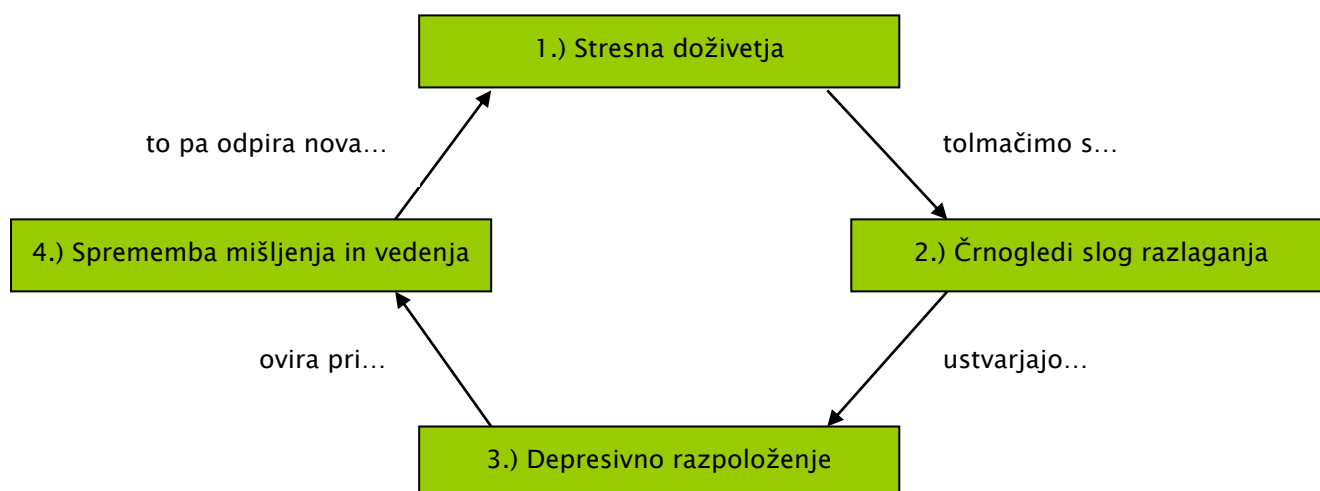 1.) Stresna doživetja
to pa odpira nova…
tolmačimo s…
4.) Sprememba mišljenja in vedenja
2.) Črnogledi slog razlaganja
ovira pri…
ustvarjajo…
3.) Depresivno razpoloženje